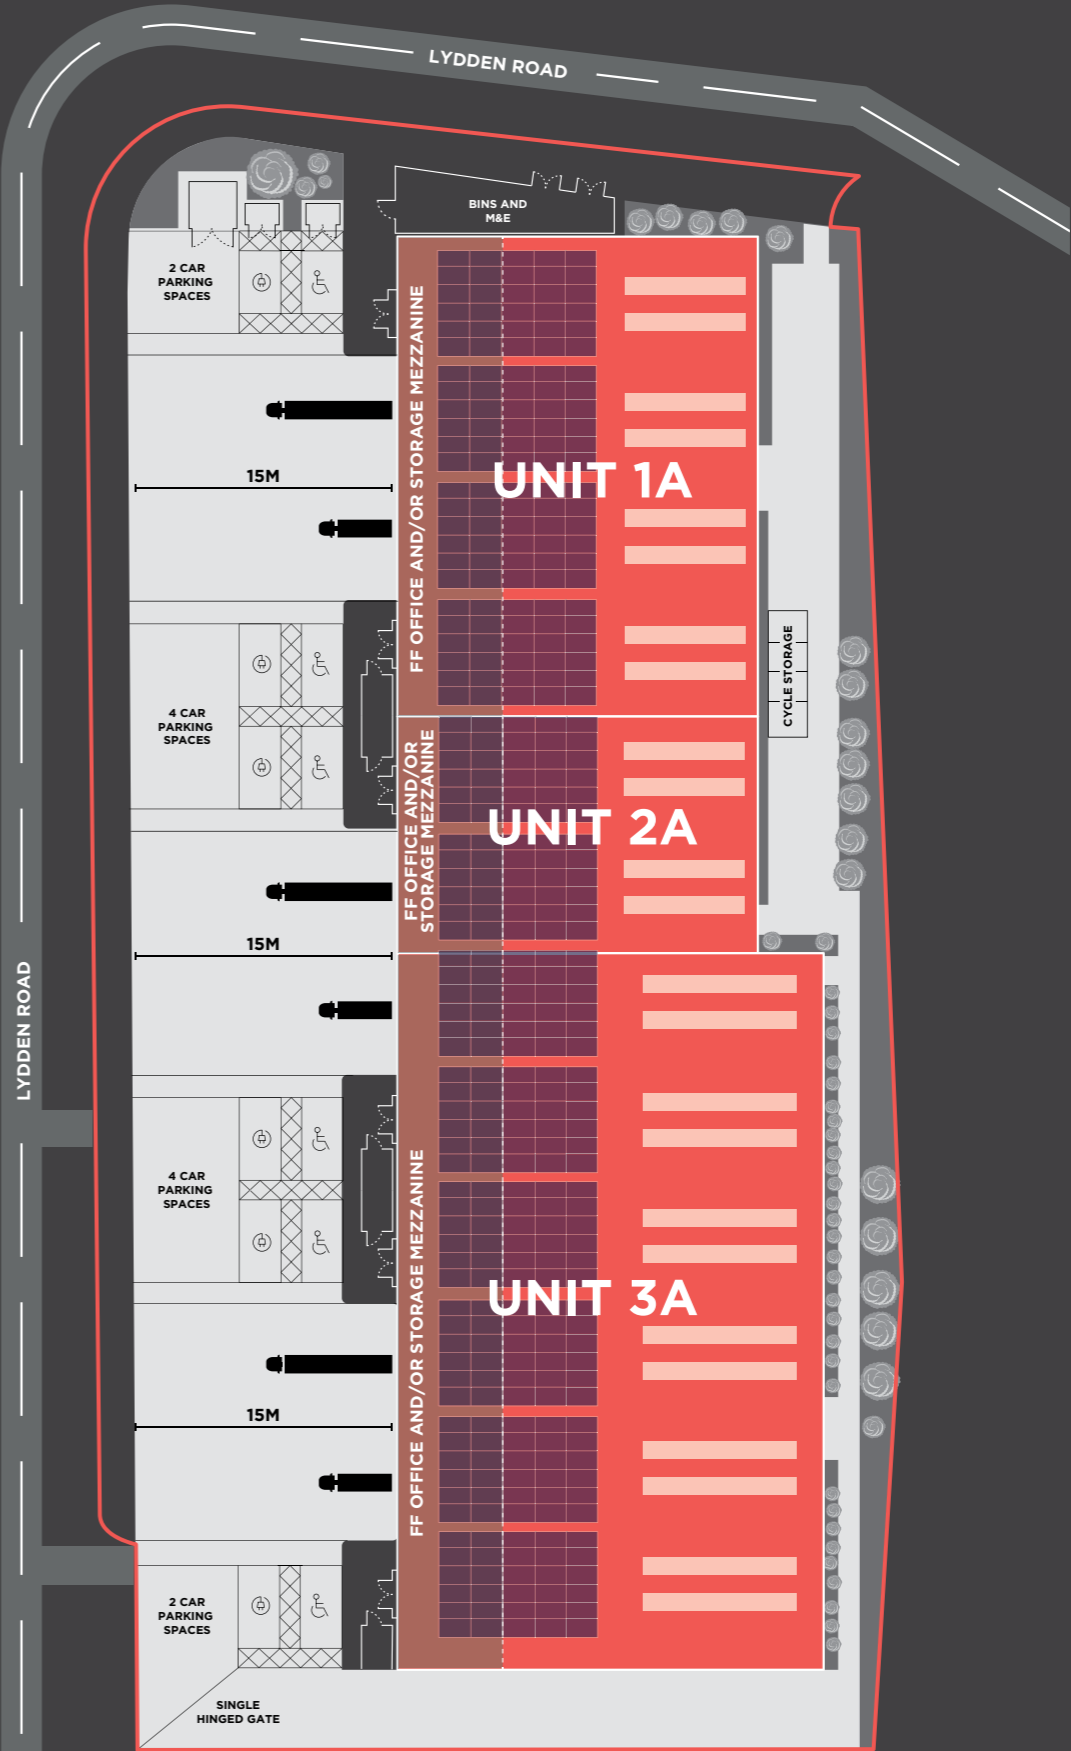 LYDDEN ROAD
BINS AND
M&E
2 CAR
PARKING
SPACES
FF OFFICE AND/OR STORAGE MEZZANINE
UNIT 1A
15M
CYCLE STORAGE
4 CAR
PARKING
SPACES
FF OFFICE AND/OR
STORAGE MEZZANINE
UNIT 2A
15M
LYDDEN ROAD
4 CAR
PARKING
SPACES
FF OFFICE AND/OR STORAGE MEZZANINE
UNIT 3A
15M
2 CAR
PARKING
SPACES
SINGLE
HINGED GATE